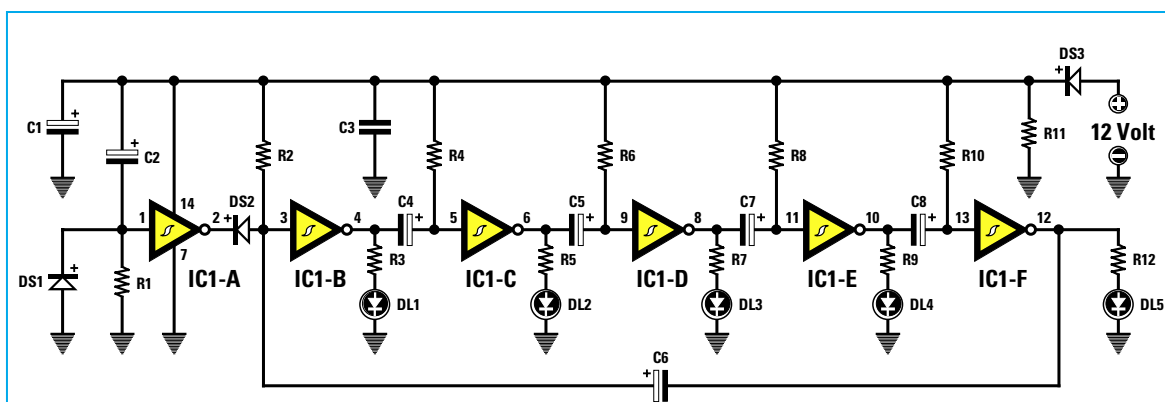 DS3
+
C1
+
C2
+
R2
C3
R4
R6
R8
R10
R11
+
12 Volt
-
1
14
2
DS2
+
3
4
C4
+
5
6
C5
+
9
8
C7
+
11
10
C8
+
13
12
7
DS1
+
R1
IC1-A
IC1-B
R3
DL1
IC1-C
R5
DL2
IC1-D
R7
DL3
IC1-E
R9
DL4
IC1-F
R12
DL5
C6
+